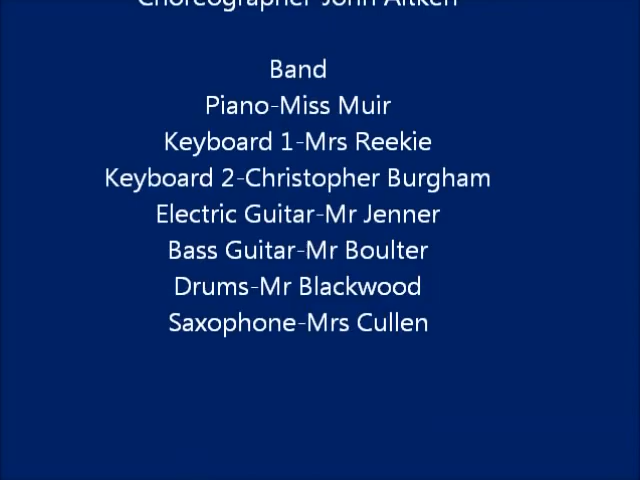 Choreographer-John Aitken
Band
Piano-Miss Muir
Keyboard 1-Mrs Reekie
Keyboard 2-Christopher Burgham
Electric Guitar-Mr Jenner
Bass Guitar-Mr Boulter
Drums-Mr Blackwood
Saxophone-Mrs Cullen